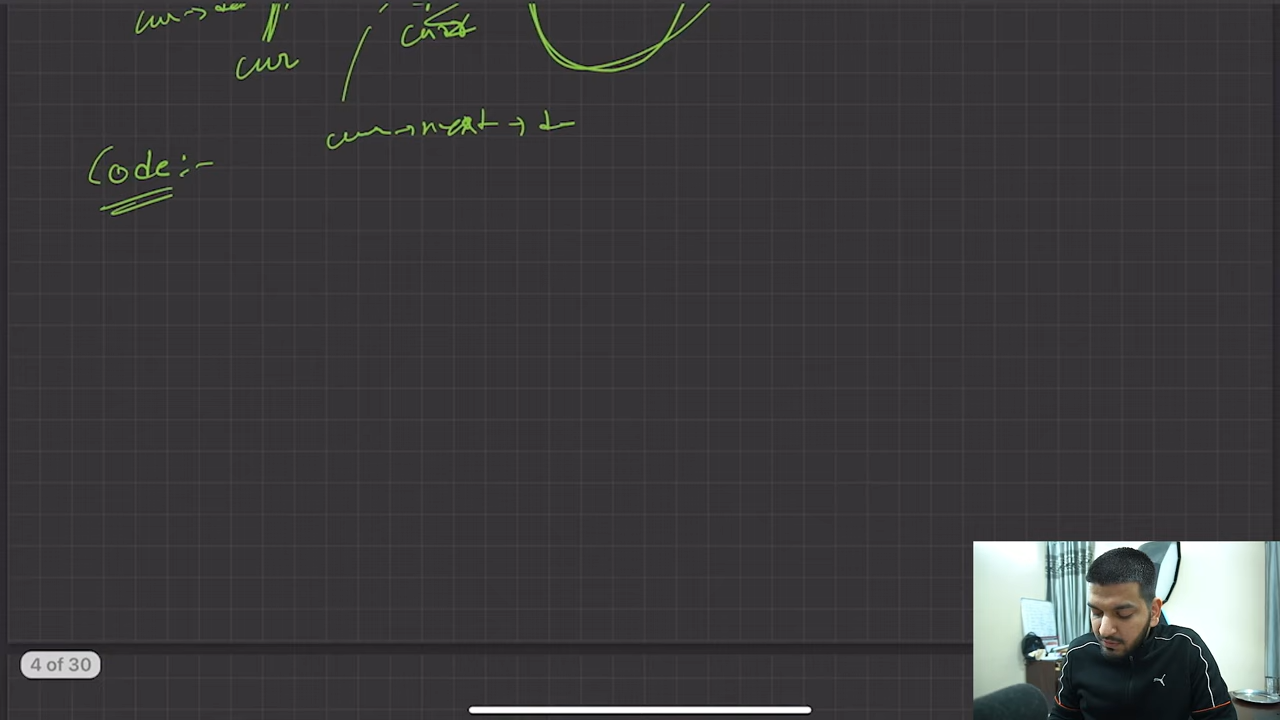 cur
cur → next →
Code :-
4 of 30